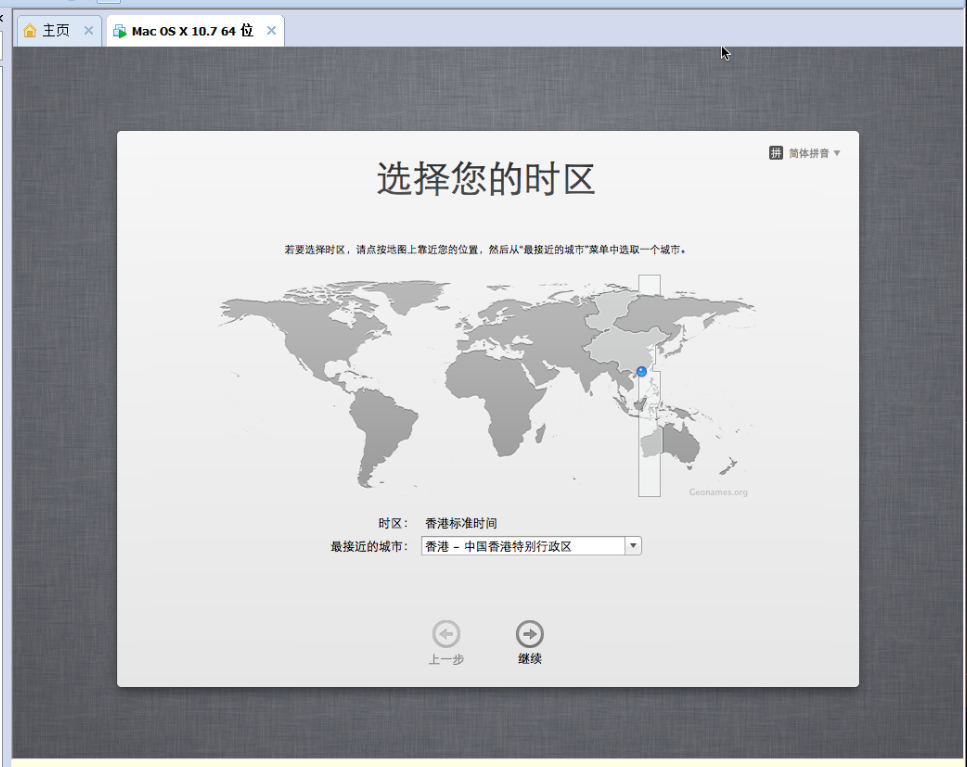 主页
Mac OS X 10.7 64 位
拼 简体拼音
选择您的时区
若要选择时区，请点按地图上靠近您的位置，然后从“最接近的城市”菜单中选取一个城市。
Geonames.org
时区： 香港标准时间
最接近的城市： 香港 – 中国香港特别行政区
上一步 继续